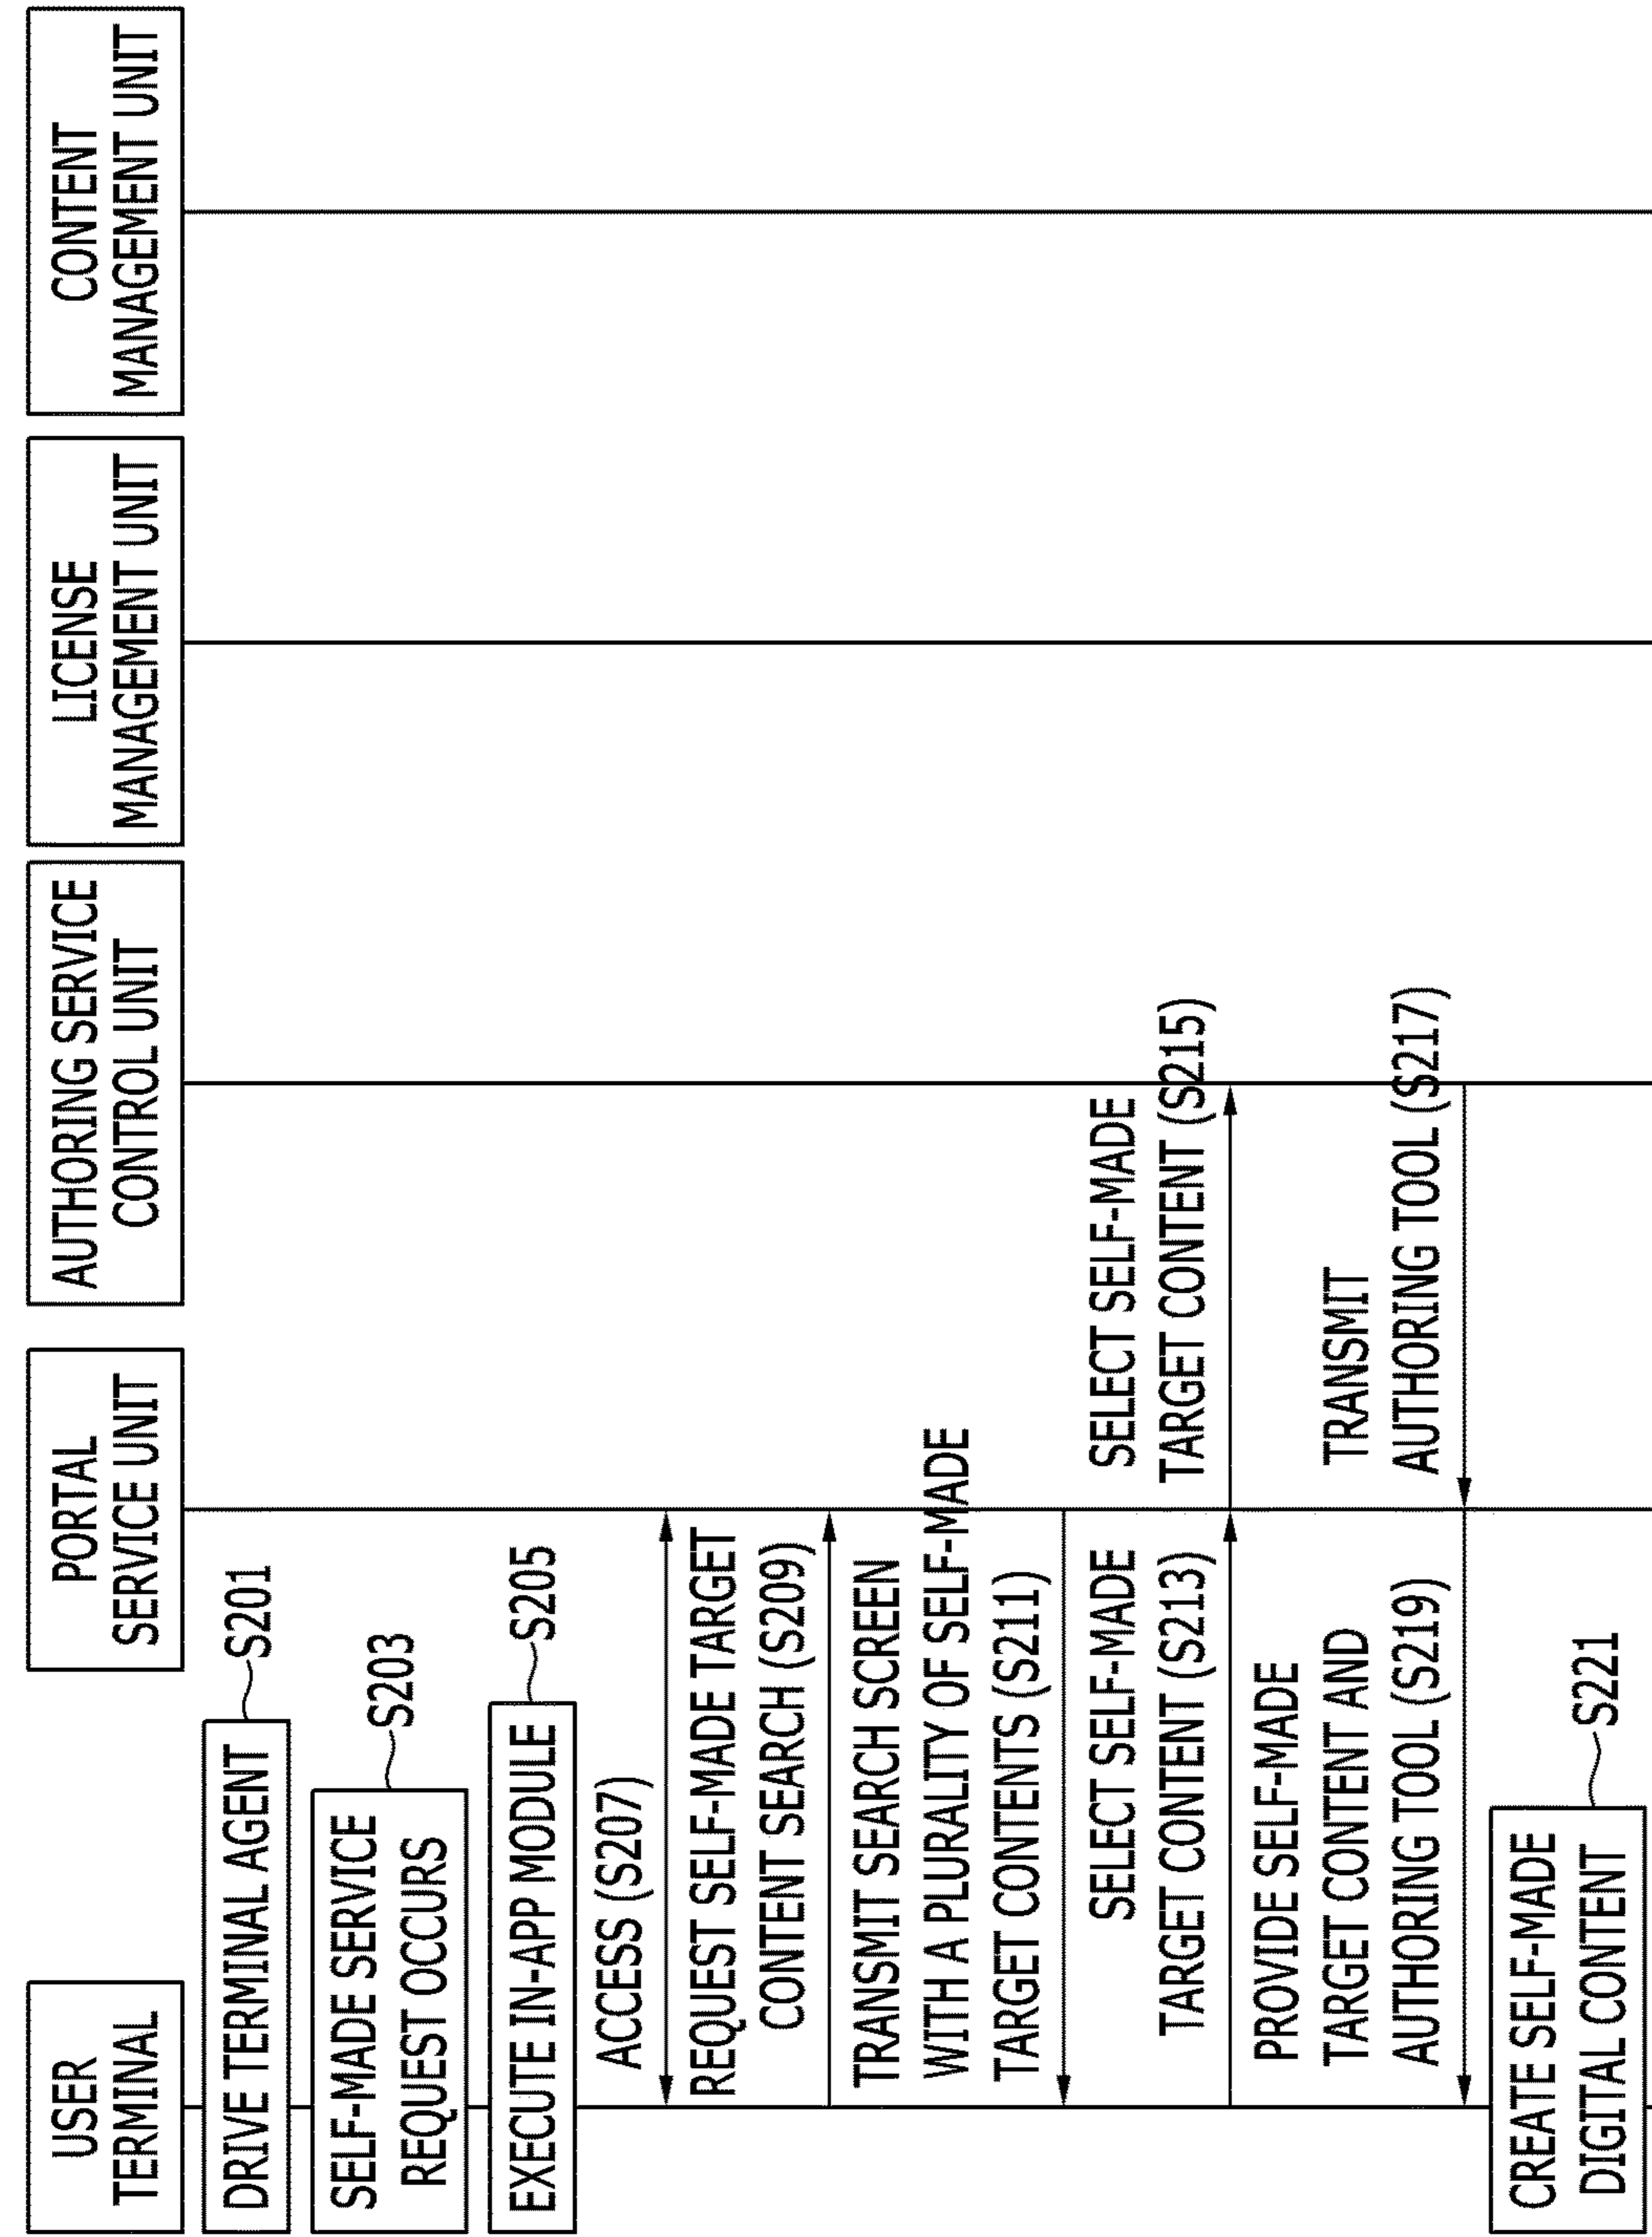 USER
TERMINAL
PORTAL
SERVICE UNIT
AUTHORING SERVICE
CONTROL UNIT
LICENSE
MANAGEMENT UNIT
CONTENT
MANAGEMENT UNIT
DRIVE TERMINAL AGENT
S201
SELF-MADE SERVICE
REQUEST OCCURS
S203
EXECUTE IN-APP MODULE
S205
ACCESS (S207)
REQUEST SELF-MADE TARGET
CONTENT SEARCH (S209)
TRANSMIT SEARCH SCREEN
WITH A PLURALITY OF SELF-MADE
TARGET CONTENTS (S211)
SELECT SELF-MADE
TARGET CONTENT (S213)
SELECT SELF-MADE
TARGET CONTENT (S215)
TRANSMIT
AUTHORING TOOL (S217)
PROVIDE SELF-MADE
TARGET CONTENT AND
AUTHORING TOOL (S219)
CREATE SELF-MADE
DIGITAL CONTENT
S221